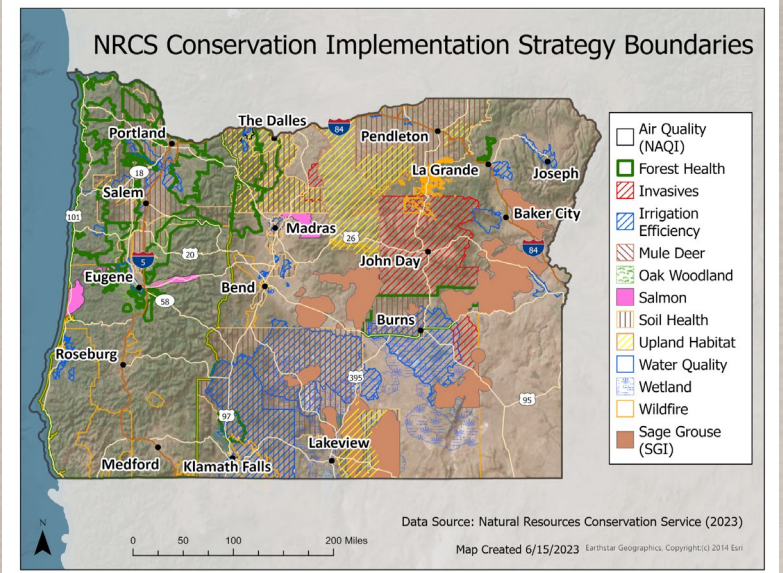 NRCS Conservation Implementation Strategy Boundaries
Portland
The Dalles
84
Pendleton
La Grande
Joseph
18
Salem
101
Baker City
Madras
26
20
84
5
John Day
Eugene
Bend
58
Burns
Roseburg
395
95
97
Lakeview
Medford
Klamath Falls
Air Quality
(NAQI)
Forest Health
Invasives
Irrigation
Efficiency
Mule Deer
Oak Woodland
Salmon
Soil Health
Upland Habitat
Water Quality
Wetland
Wildfire
Sage Grouse
(SGI)
N
0 50 100 200 Miles
Data Source: Natural Resources Conservation Service (2023)
Map Created 6/15/2023 Earthstar Geographics, Copyright:(c) 2014 Esri